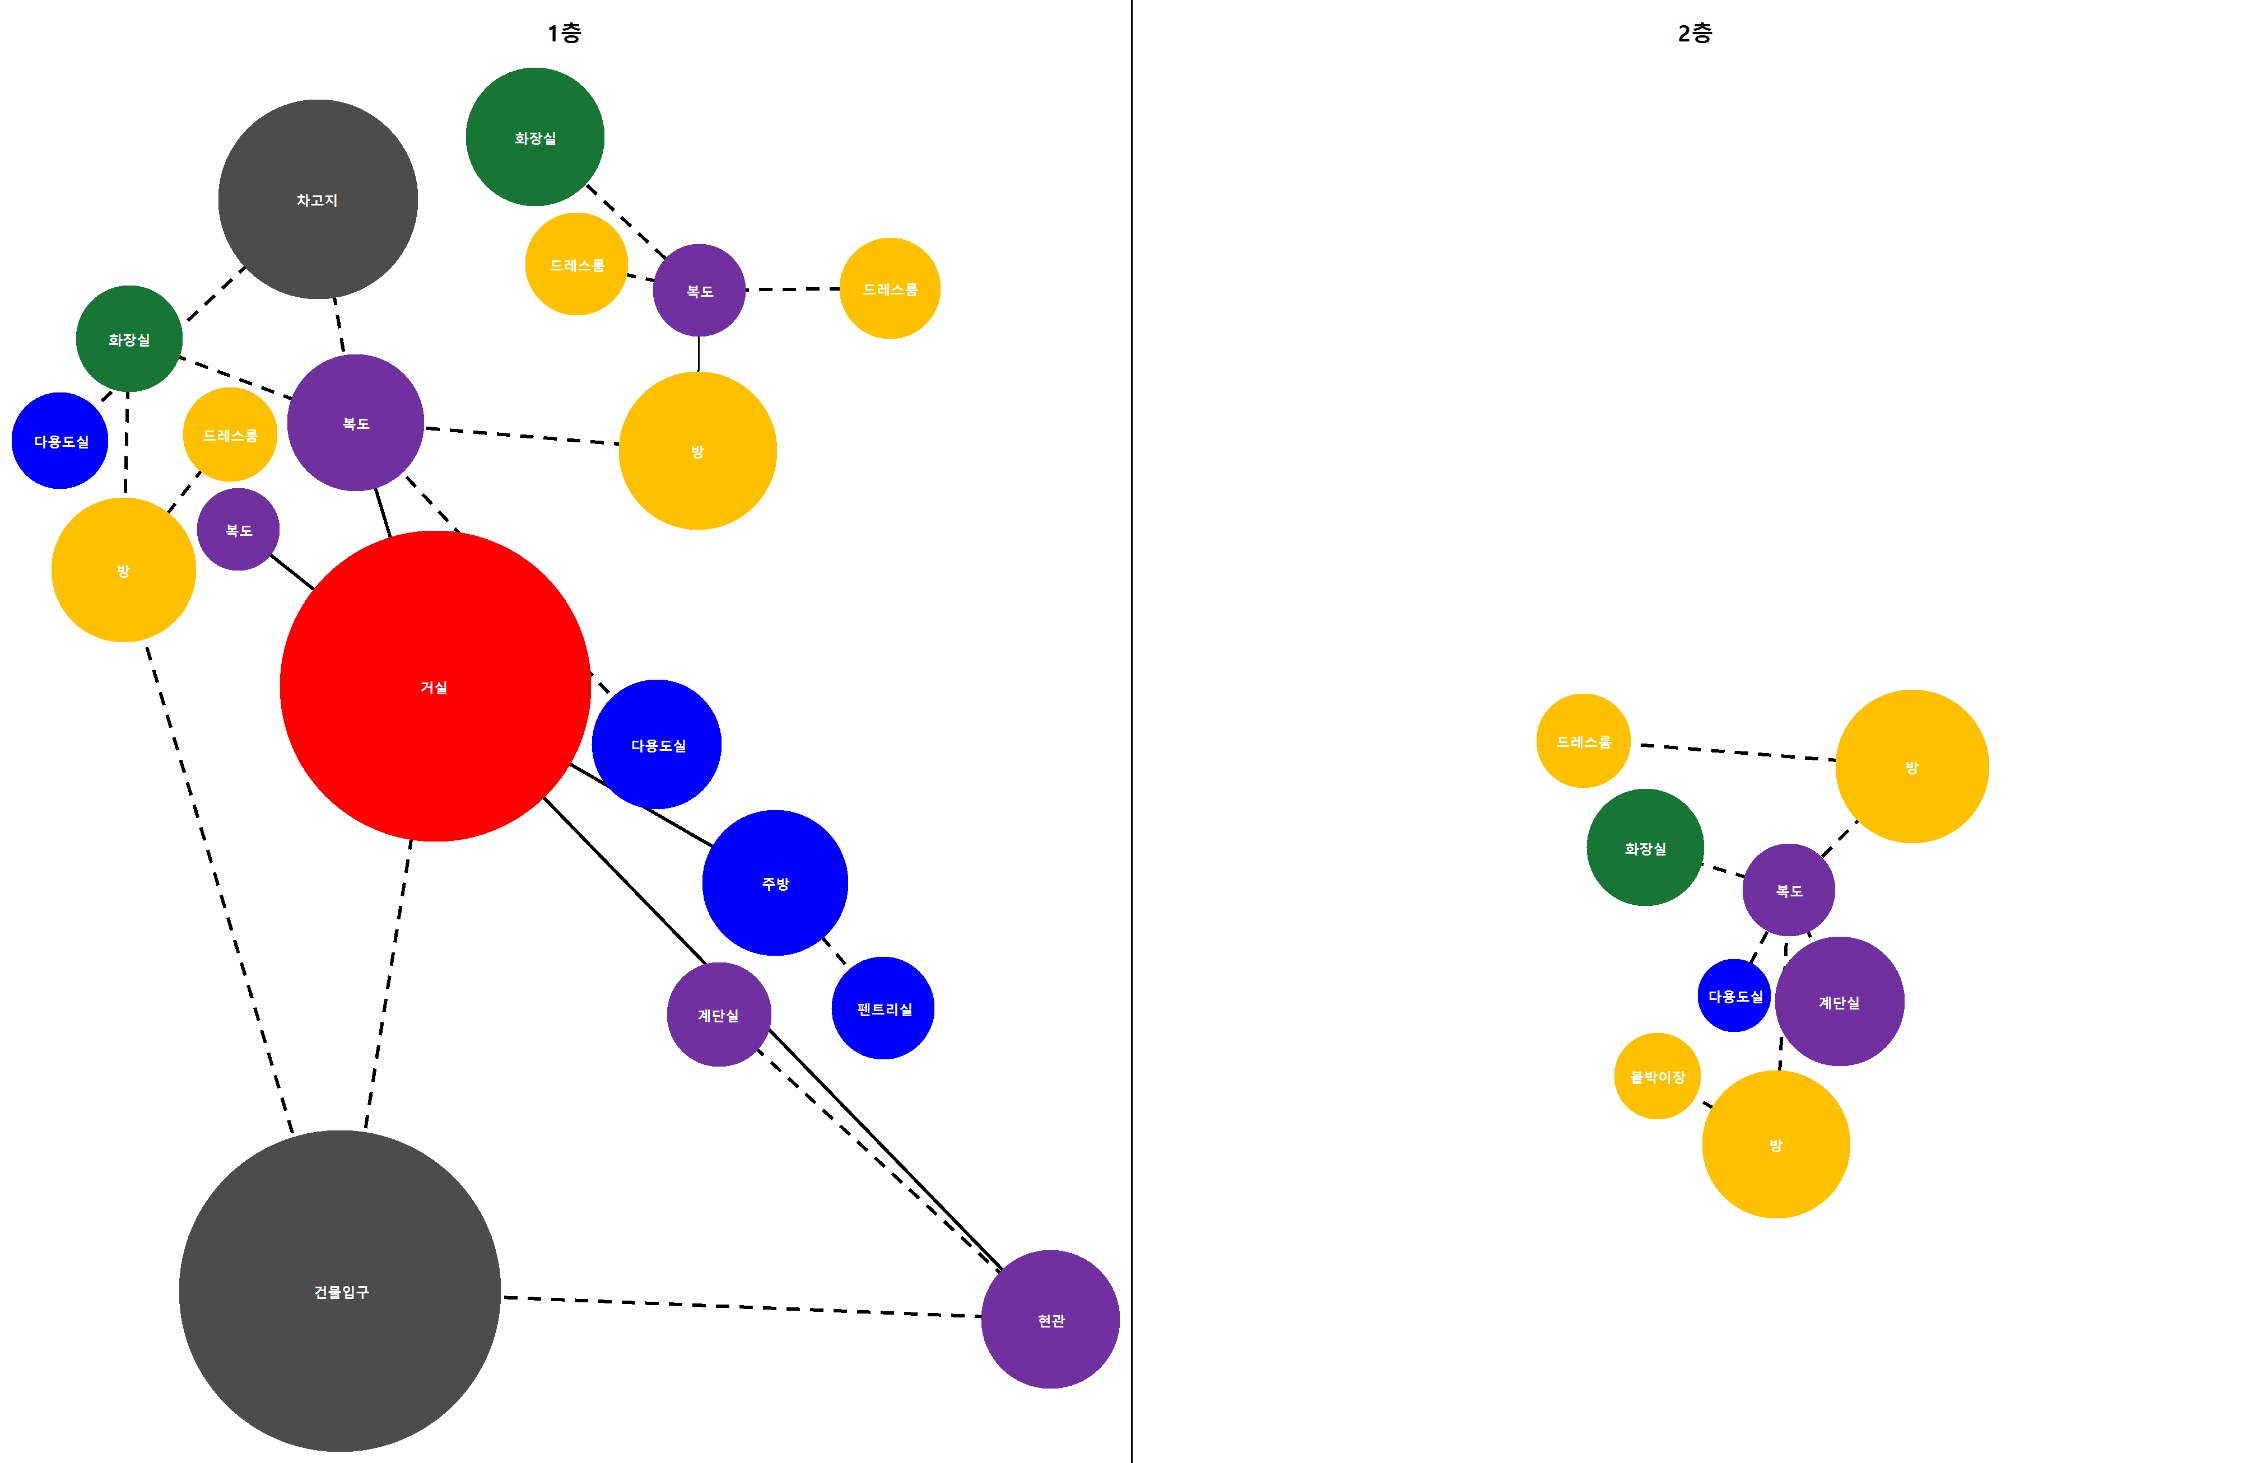 1층
화장실
차고지
드레스룸
복도
드레스룸
화장실
복도
다용도실
드레스룸
방
복도
방
거실
다용도실
주방
계단실
펜트리실
건물입구
현관
2층
드레스룸
방
화장실
복도
다용도실
계단실
붙박이장
방